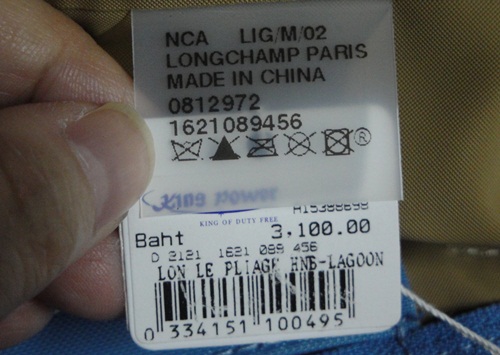 NCA LIG/M/02
LONGCHAMP PARIS
MADE IN CHINA
0812972
1621089456
®
King Power
KING OF DUTY FREE
Baht 3,100.00
D 2121 1621 089 456
LON LE PLIAGE HNB-LAGOON
0 334151 100495